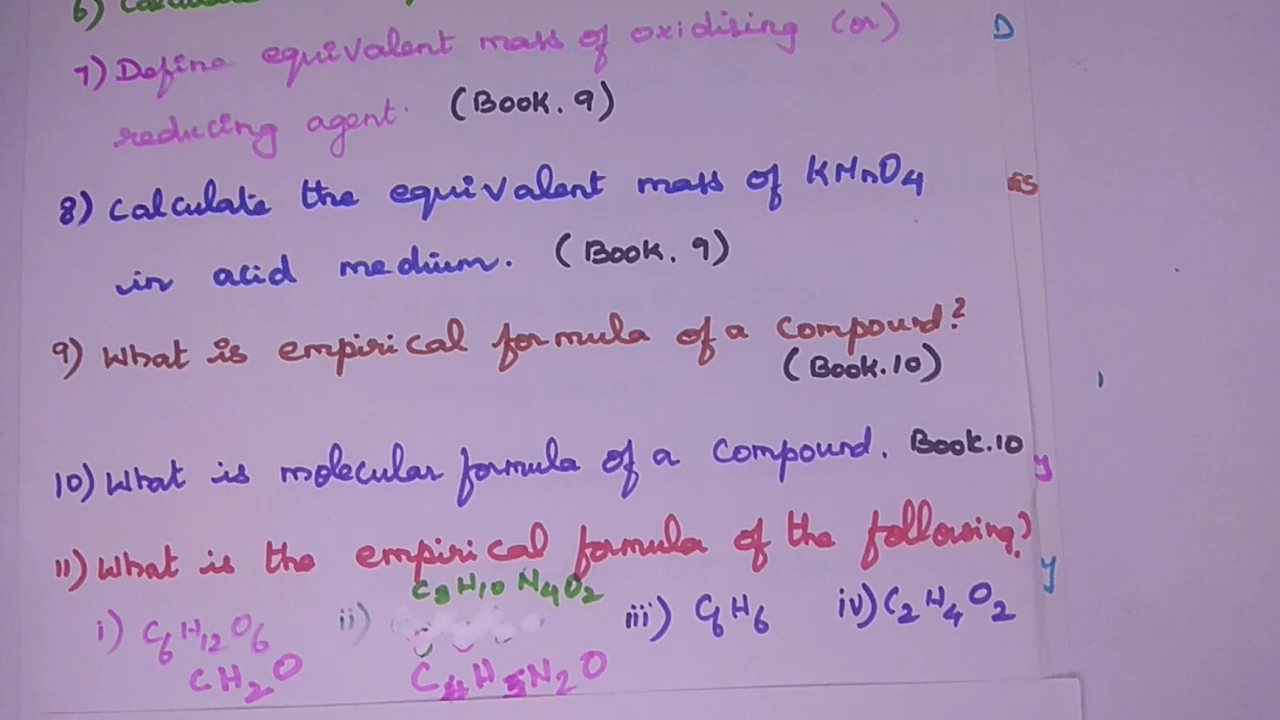 6)
7) Define equivalent mass of oxidising (or)
reducing agent. (Book. 9)
8) Calculate the equivalent mass of KMnO4
in acid medium. (Book. 9)
9) What is empirical formula of a compound?
(Book.10)
10) What is molecular formula of a compound. Book.10
11) What is the empirical formula of the following?
i) C6H12O6 ii) C8H10N4O2 iii) C6H6 iv) C2H4O2
CH2O C4H5N2O
D
y
y